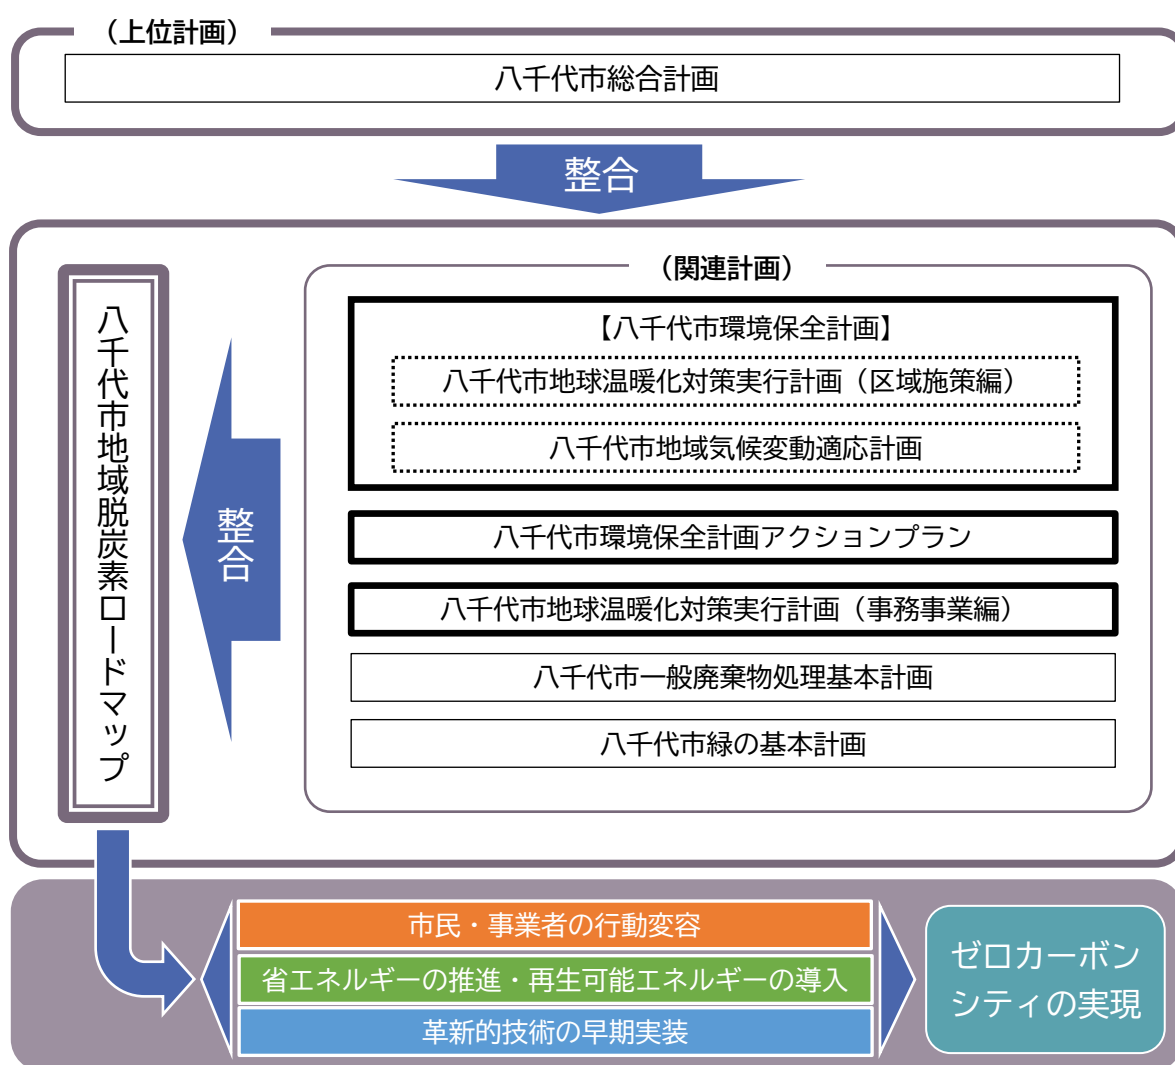 （上位計画）
八千代市総合計画
整合
八千代市地域脱炭素ロードマップ
整合
（関連計画）
【八千代市環境保全計画】
八千代市地球温暖化対策実行計画（区域施策編）
八千代市地域気候変動適応計画
八千代市環境保全計画アクションプラン
八千代市地球温暖化対策実行計画（事務事業編）
八千代市一般廃棄物処理基本計画
八千代市緑の基本計画
市民・事業者の行動変容
省エネルギーの推進・再生可能エネルギーの導入
革新的技術の早期実装
ゼロカーボン
シティの実現